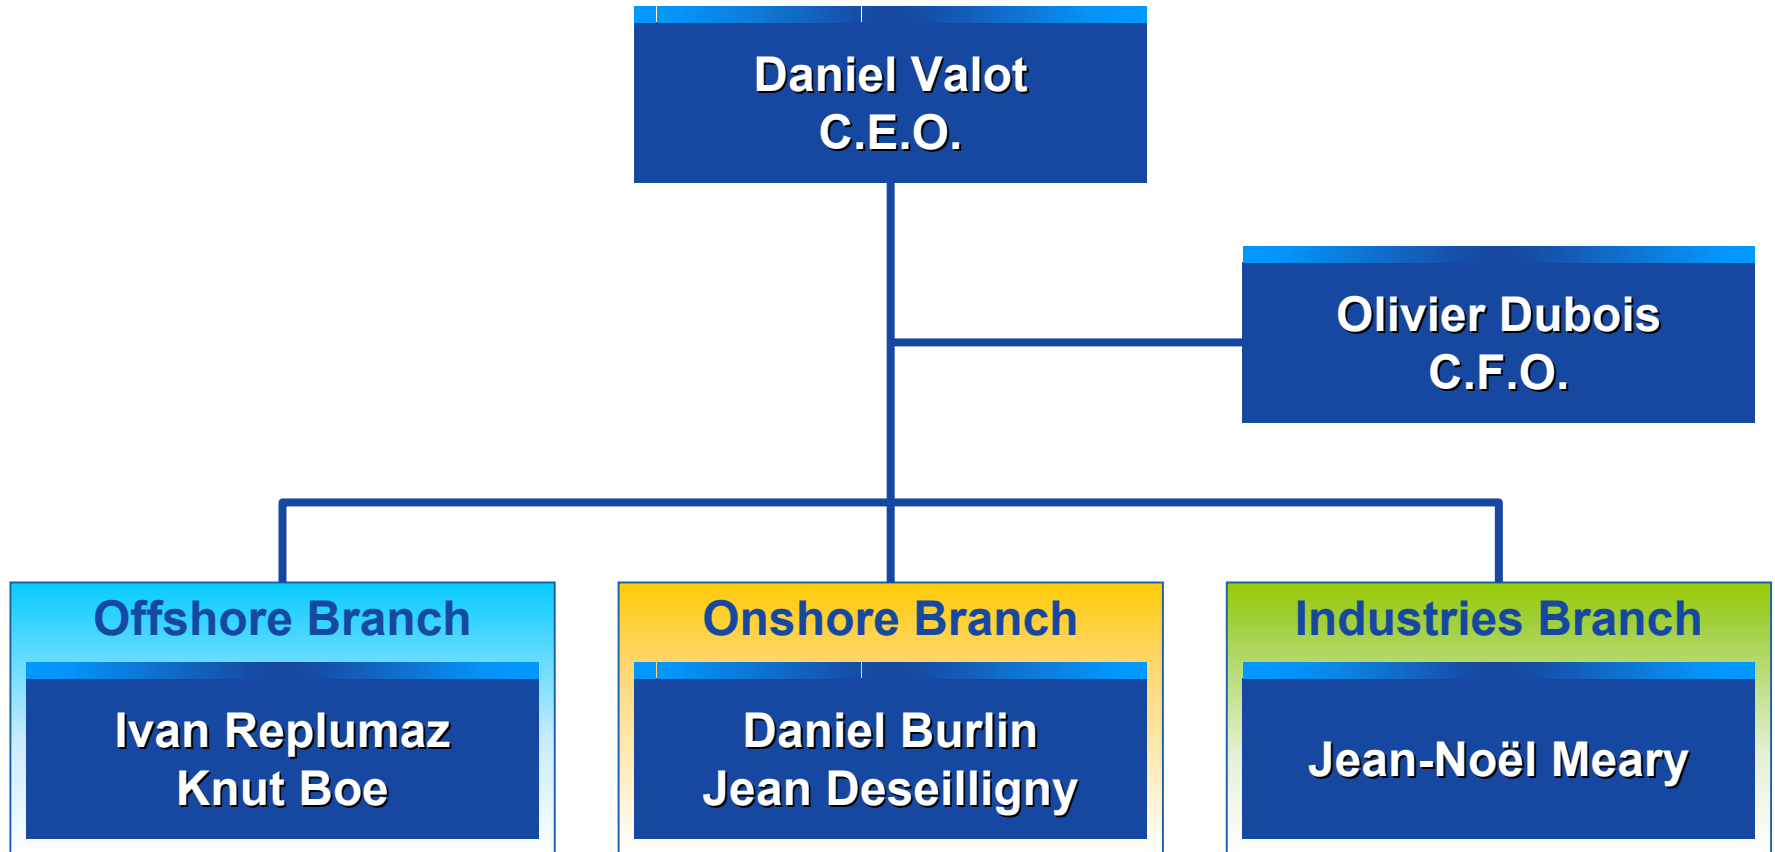 Daniel Valot
C.E.O.
Olivier Dubois
C.F.O.
Offshore Branch
Ivan Replumaz
Knut Boe
Onshore Branch
Daniel Burlin
Jean Deseilligny
Industries Branch
Jean-Noël Meary